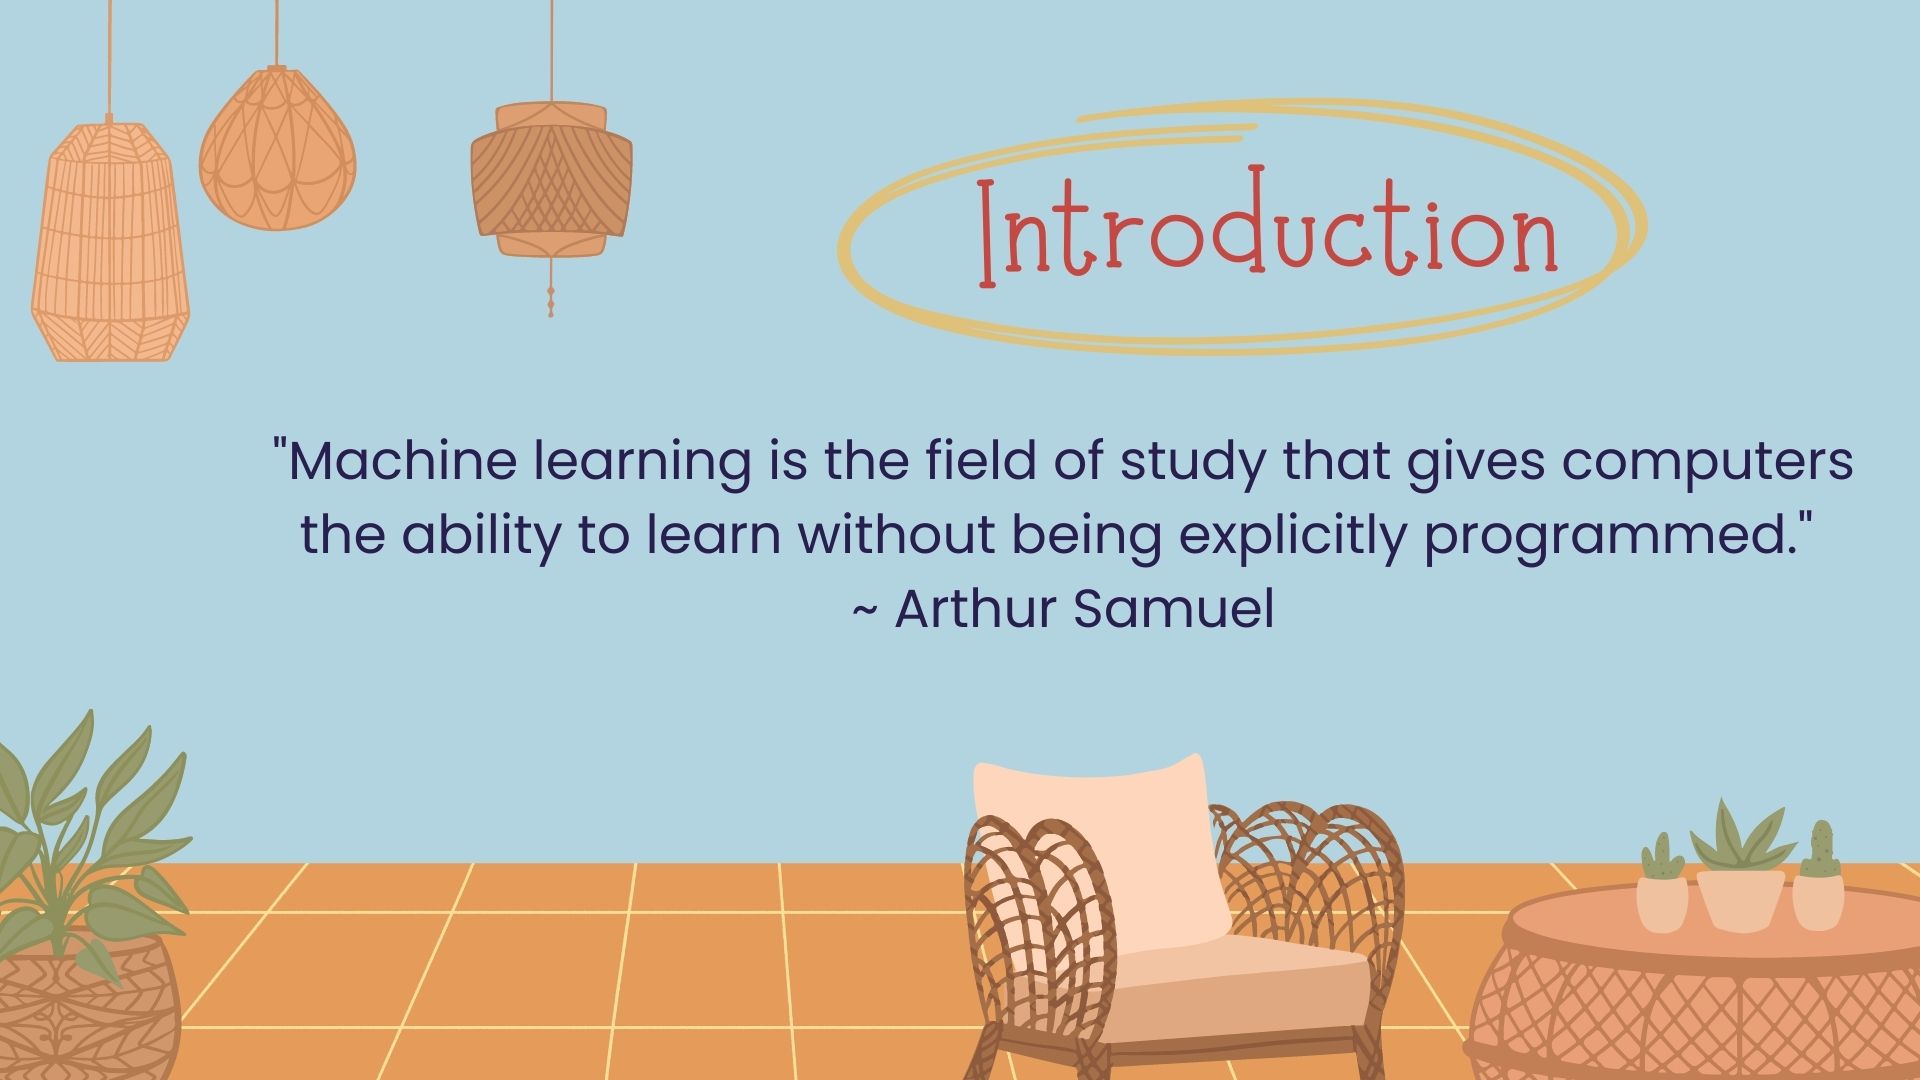 Introduction
"Machine learning is the field of study that gives computers
the ability to learn without being explicitly programmed."
~ Arthur Samuel